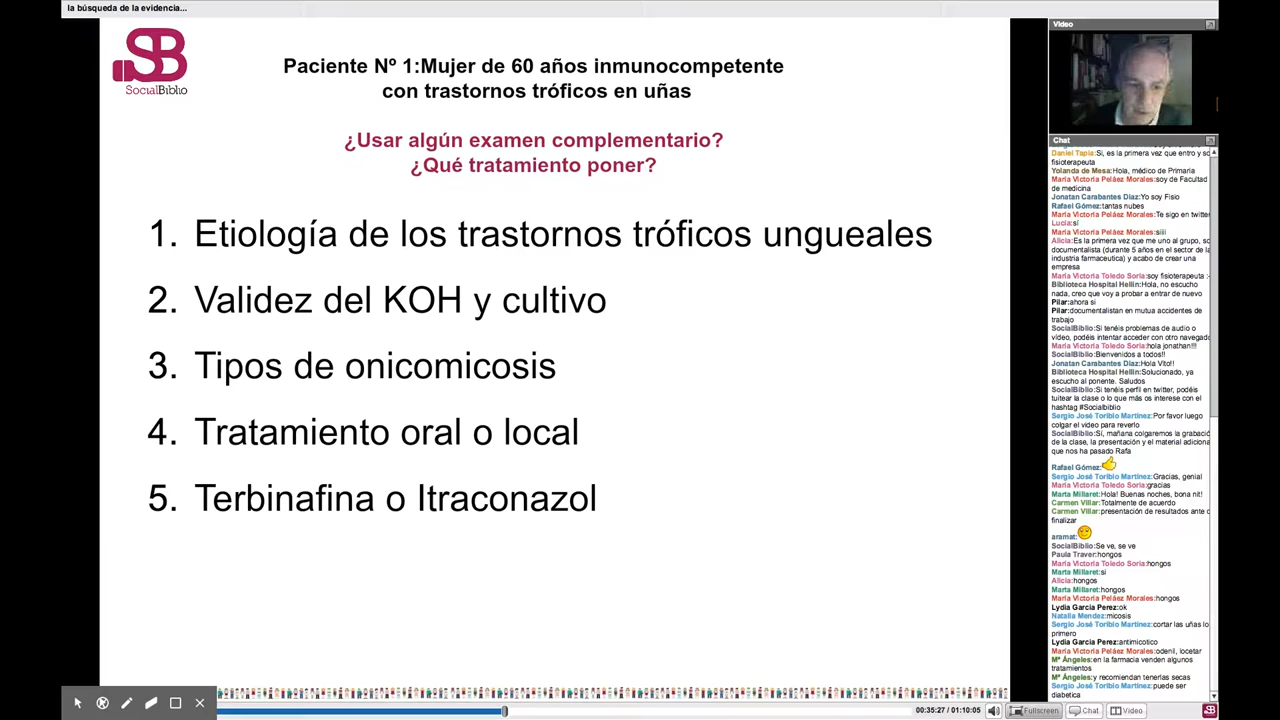 la búsqueda de la evidencia...
SB
SocialBiblio
Paciente Nº 1:Mujer de 60 años inmunocompetente
con trastornos tróficos en uñas
¿Usar algún examen complementario?
¿Qué tratamiento poner?
1. Etiología de los trastornos tróficos ungueales
2. Validez del KOH y cultivo
3. Tipos de onicomicosis
4. Tratamiento oral o local
5. Terbinafina o Itraconazol
Video
Chat
Daniel Tapia:Si, es la primera vez que entro y so
fisioterapeuta
Yolanda de Mesa:Hola, médico de Primaria
María Victoria Peláez Morales:soy de Facultad
de medicina
Jonatan Carabantes Diaz:Yo soy Fisio
Rafael Gómez:tantas nubes
María Victoria Peláez Morales:Te sigo en twitter
Lucía:sí
María Victoria Peláez Morales:siiii
Alicia:Es la primera vez que me uno al grupo, so
documentalista (durante 5 años en el sector de la
industria farmaceutica) y acabo de crear una
empresa
María Victoria Toledo Soria:soy fisioterapeuta :-
Biblioteca Hospital Hellin:Hola, no escucho
nada, creo que voy a probar a entrar de nuevo
Pilar:ahora si
Pilar:documentalistan en mutua accidentes de
trabajo
SocialBiblio:Si tenéis problemas de audio o
vídeo, podéis intentar acceder con otro navegado
María Victoria Toledo Soria:hola jonathan!!!
SocialBiblio:Bienvenidos a todos!!
Jonatan Carabantes Diaz:Hola Vito!!
Biblioteca Hospital Hellin:Solucionado, ya
escucho al ponente. Saludos
SocialBiblio:Si tenéis perfil en twitter, podéis
tuitear la clase o lo que más os interese con el
hashtag #Socialbiblio
Sergio José Toribio Martínez:Por favor luego
colgar el video para reverlo
SocialBiblio:Sí, mañana colgaremos la grabació
de la clase, la presentación y el material adiciona
que nos ha pasado Rafa
Rafael Gómez:
Sergio José Toribio Martínez:Gracias, genial
María Victoria Toledo Soria:gracias
Marta Millaret:Hola! Buenas noches, bona nit!
Carmen Villar:Totalmente de acuerdo
Carmen Villar:presentación de resultados ante d
finalizar
aramat:
SocialBiblio:Se ve, se ve
Paula Traver:hongos
María Victoria Toledo Soria:hongos
Marta Millaret:si
Alicia:hongos
Marta Millaret:hongos
María Victoria Peláez Morales:hongos
Lydia Garcia Perez:ok
Natalia Mendez:micosis
Sergio José Toribio Martínez:cortar las uñas lo
primero
Lydia Garcia Perez:antimicotico
María Victoria Peláez Morales:odenil, locetar
Mª Ángeles:en la farmacia venden algunos
tratamientos
Mª Ángeles:y recomiendan tenerlas secas
Sergio José Toribio Martínez:puede ser
diabetica
00:35:27 / 01:10:05
Fullscreen
Chat
Video